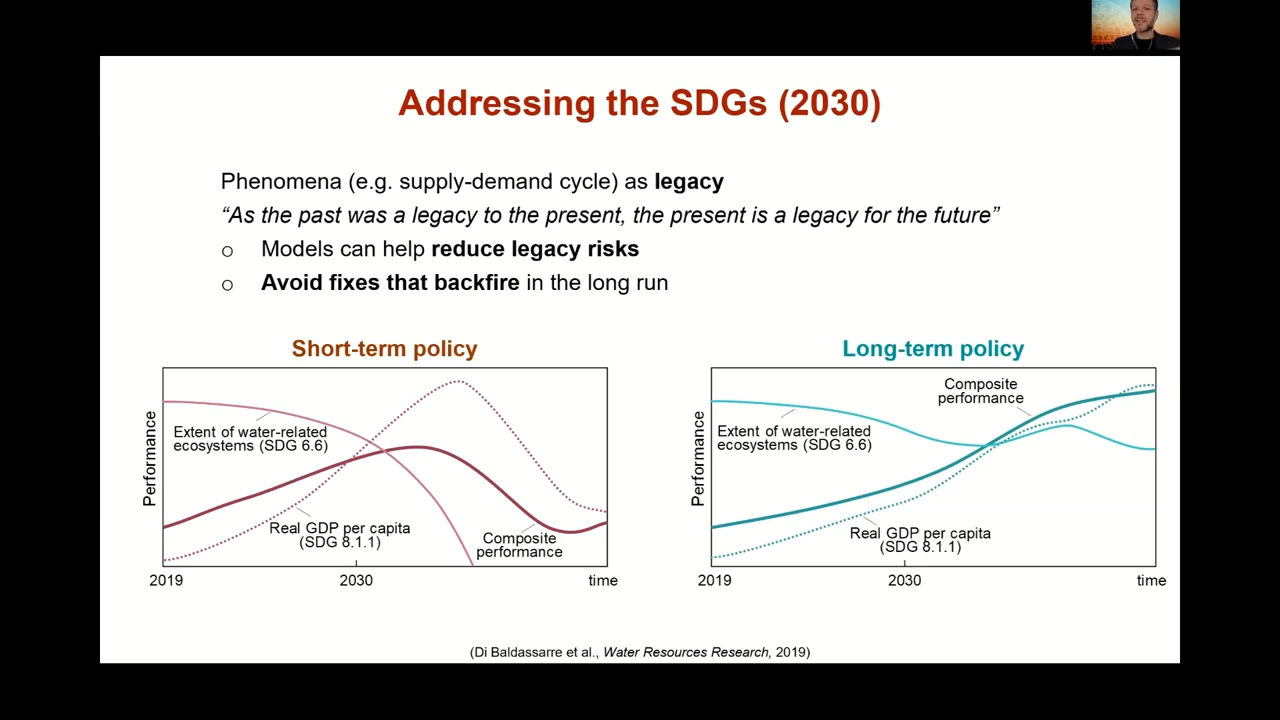 Addressing the SDGs (2030)
Phenomena (e.g. supply-demand cycle) as legacy
“As the past was a legacy to the present, the present is a legacy for the future”
o Models can help reduce legacy risks
o Avoid fixes that backfire in the long run
Short-term policy
Performance
Extent of water-related
ecosystems (SDG 6.6)
Real GDP per capita
(SDG 8.1.1)
Composite
performance
2019
2030
time
Long-term policy
Performance
Composite
performance
Extent of water-related
ecosystems (SDG 6.6)
Real GDP per capita
(SDG 8.1.1)
2019
2030
time
(Di Baldassarre et al., Water Resources Research, 2019)